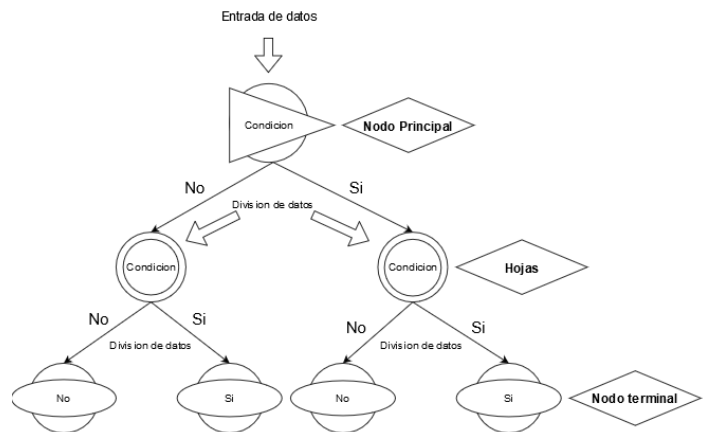 Entrada de datos
Condicion
Nodo Principal
No
Si
Division de datos
Condicion
Condicion
Hojas
No
Si
No
Si
Division de datos
Division de datos
No
Si
No
Si
Nodo terminal